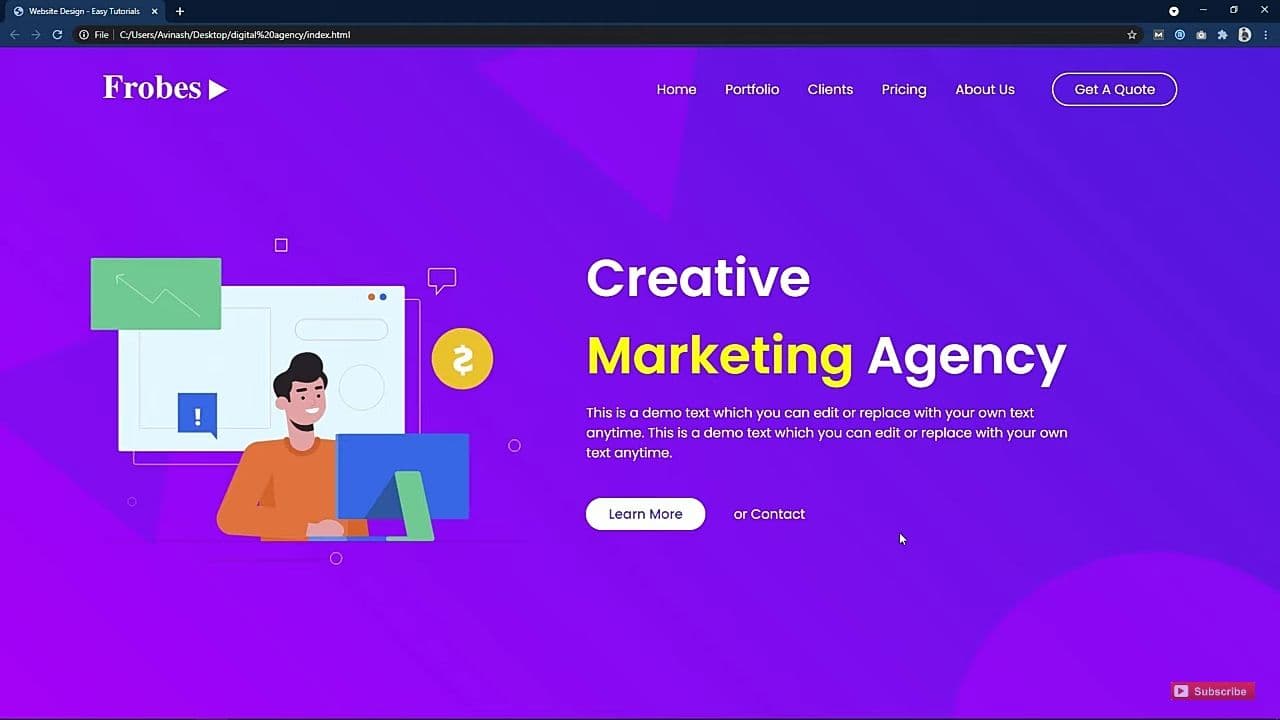 Website Design - Easy Tutorials
File
C:/Users/Avinash/Desktop/digital%20agency/index.html
Frobes
Home Portfolio Clients Pricing About Us Get A Quote
Creative
Marketing Agency
This is a demo text which you can edit or replace with your own text
anytime. This is a demo text which you can edit or replace with your own
text anytime.
Learn More or Contact
Subscribe